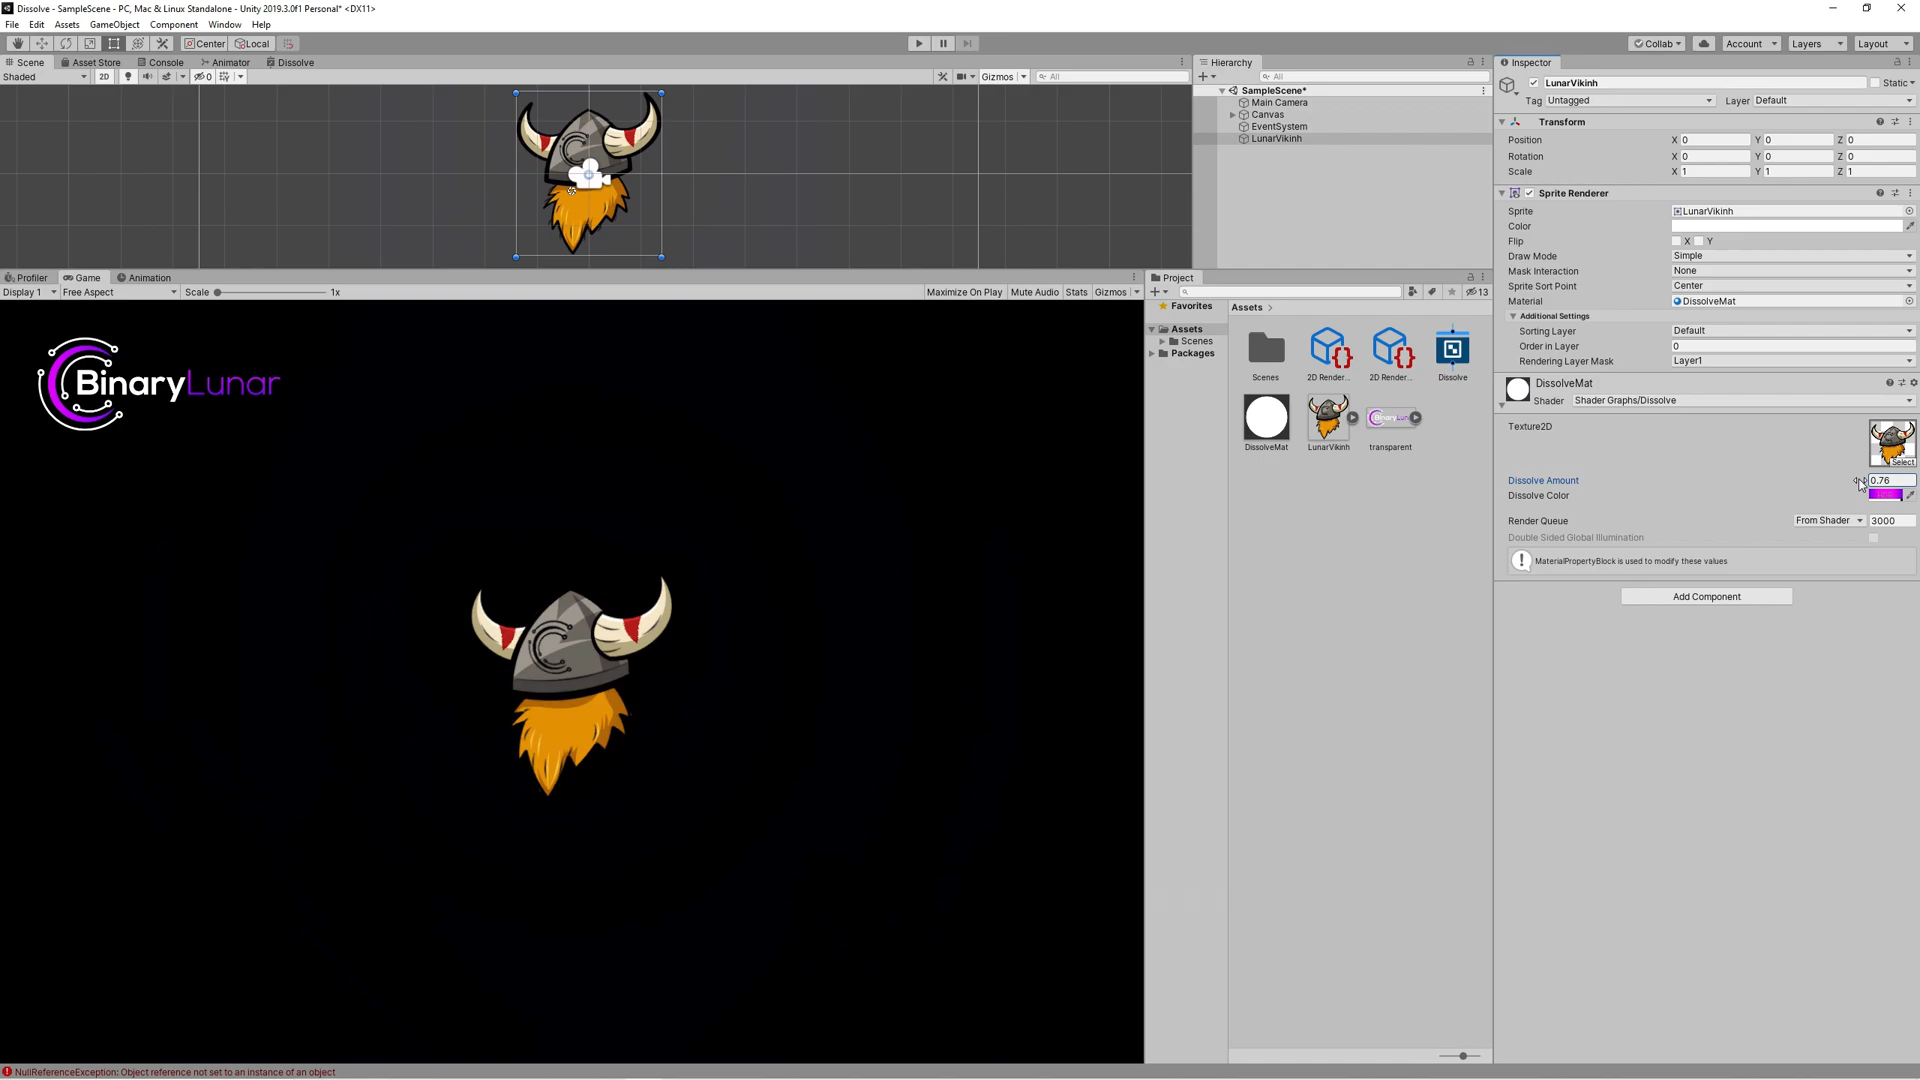 Dissolve - SampleScene - PC, Mac & Linux Standalone - Unity 2019.3.0f1 Personal* <DX11>
File Edit Assets GameObject Component Window Help
Center Local Collab Account Layers Layout
Scene Asset Store Console Animator Dissolve
Shaded 2D 0 Gizmos All
Hierarchy
All
SampleScene*
Main Camera
Canvas
EventSystem
LunarVikinh
Profiler Game Animation
Display 1 Free Aspect Scale 1x Maximize On Play Mute Audio Stats Gizmos
BinaryLunar
Project
13
Favorites
Assets
Scenes
Packages
Assets
Scenes 2D Render... 2D Render... Dissolve
DissolveMat LunarVikinh transparent
Inspector
LunarVikinh Static
Tag Untagged Layer Default
Transform
Position X 0 Y 0 Z 0
Rotation X 0 Y 0 Z 0
Scale X 1 Y 1 Z 1
Sprite Renderer
Sprite LunarVikinh
Color
Flip X Y
Draw Mode Simple
Mask Interaction None
Sprite Sort Point Center
Material DissolveMat
Additional Settings
Sorting Layer Default
Order in Layer 0
Rendering Layer Mask Layer1
DissolveMat
Shader Shader Graphs/Dissolve
Texture2D
Select
Dissolve Amount 0.76
Dissolve Color
Render Queue From Shader 3000
Double Sided Global Illumination
MaterialPropertyBlock is used to modify these values
Add Component
NullReferenceException: Object reference not set to an instance of an object